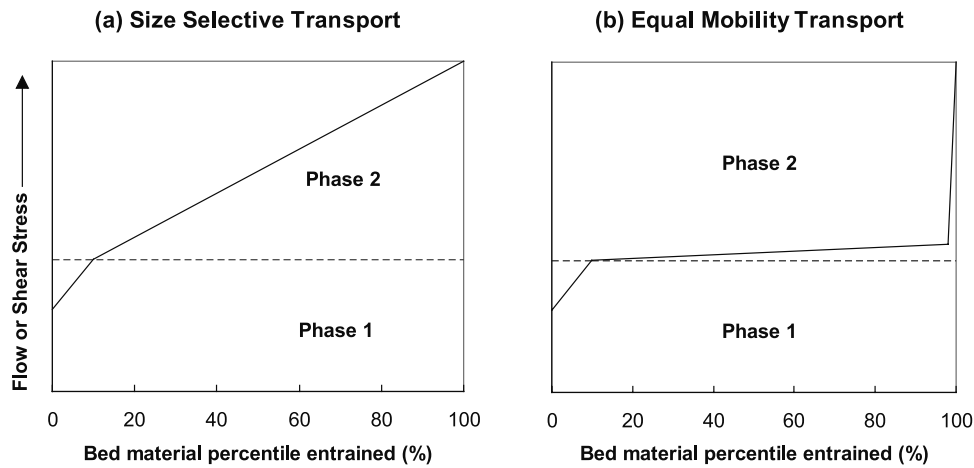 (a) Size Selective Transport
(b) Equal Mobility Transport
Flow or Shear Stress
Phase 2
Phase 1
0 20 40 60 80 100
Bed material percentile entrained (%)
Phase 2
Phase 1
0 20 40 60 80 100
Bed material percentile entrained (%)